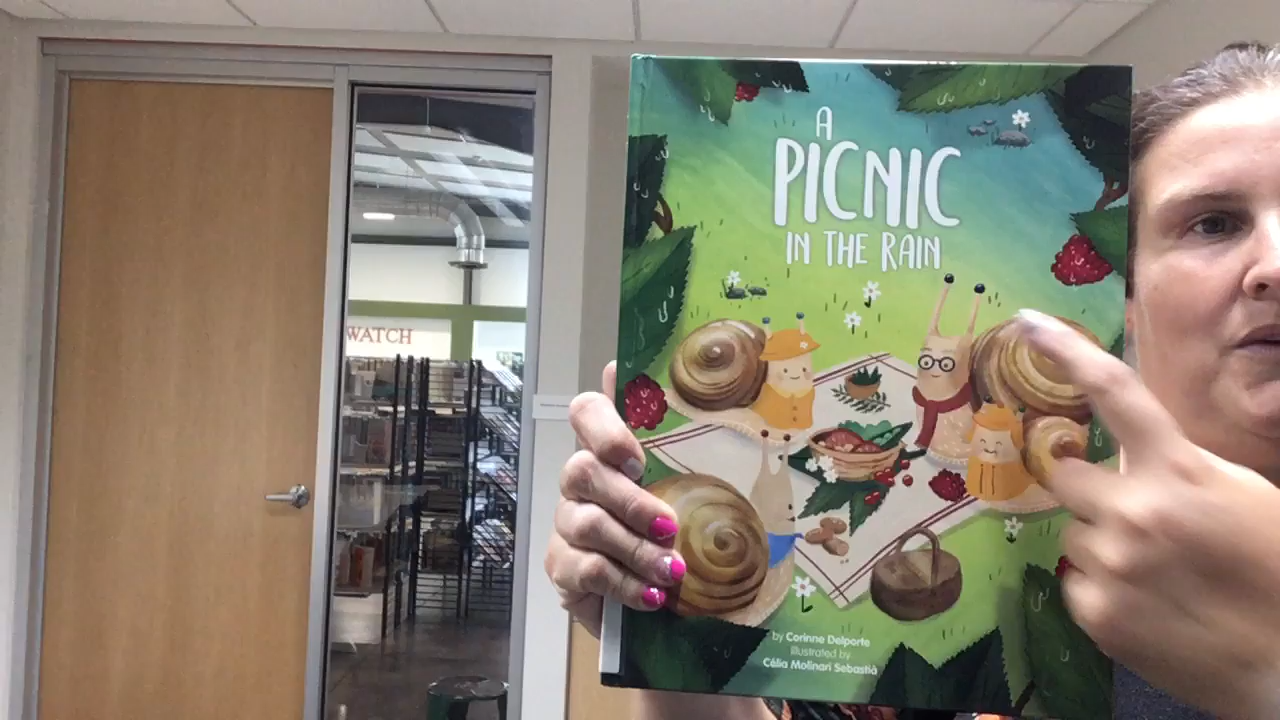 WATCH
A
PICNIC
IN THE RAIN
by Corinne Delporte
illustrated by
Célia Molinari Sebastià